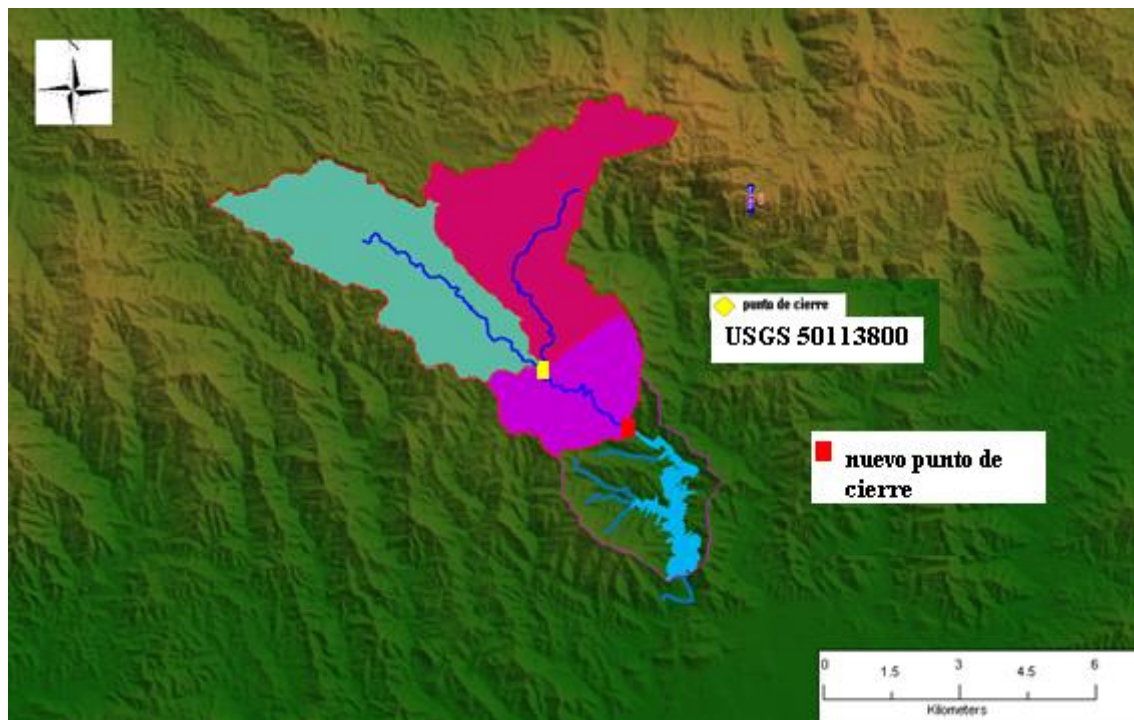 punto de cierre
USGS 50113800
nuevo punto de
cierre
0 1.5 3 4.5 6
Kilometers